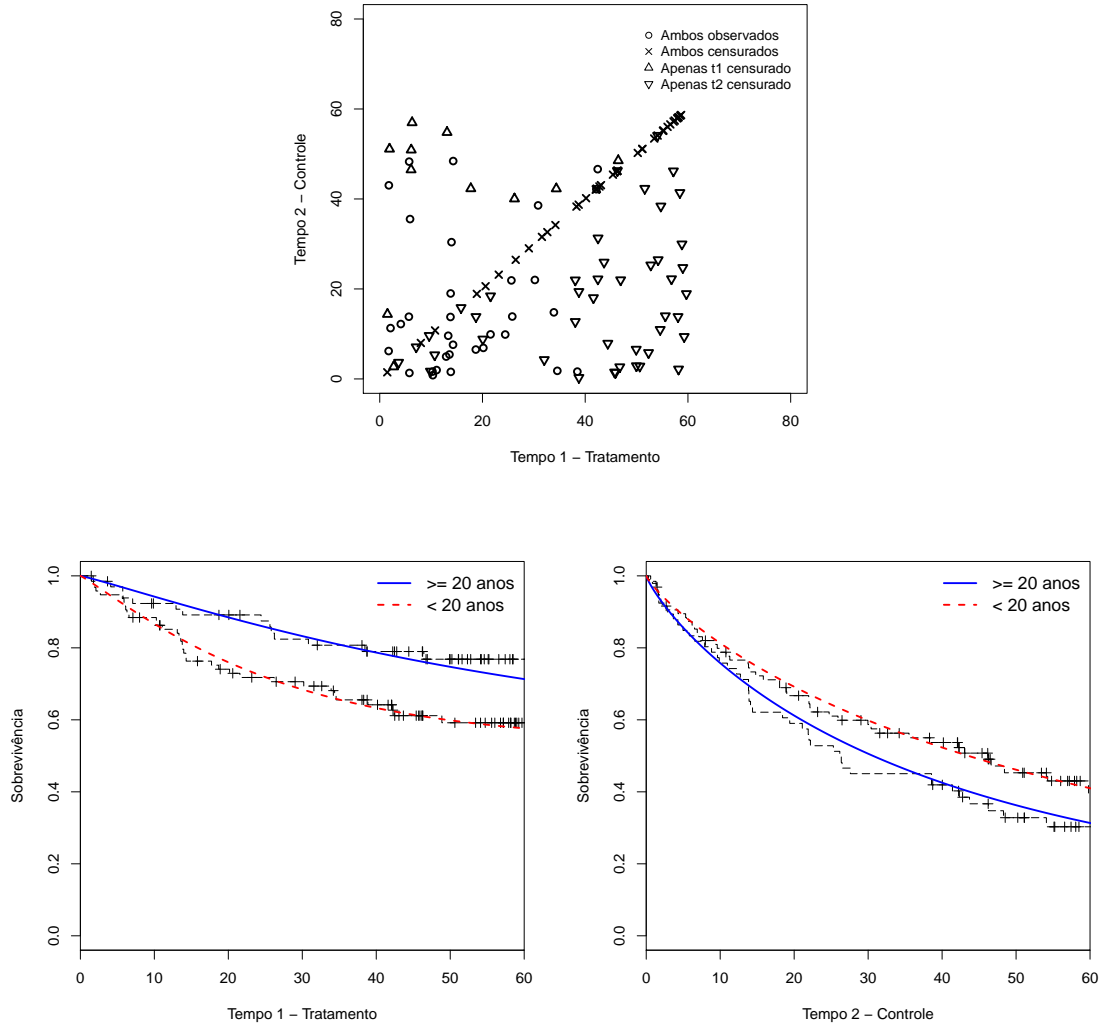 80
60
40
20
0
Tempo 2 − Controle
Ambos observados
Ambos censurados
Apenas t1 censurado
Apenas t2 censurado
0 20 40 60 80
Tempo 1 − Tratamento
1.0
0.8
0.6
0.4
0.2
0.0
Sobrevivência
>= 20 anos
< 20 anos
0 10 20 30 40 50 60
Tempo 1 − Tratamento
1.0
0.8
0.6
0.4
0.2
0.0
Sobrevivência
>= 20 anos
< 20 anos
0 10 20 30 40 50 60
Tempo 2 − Controle